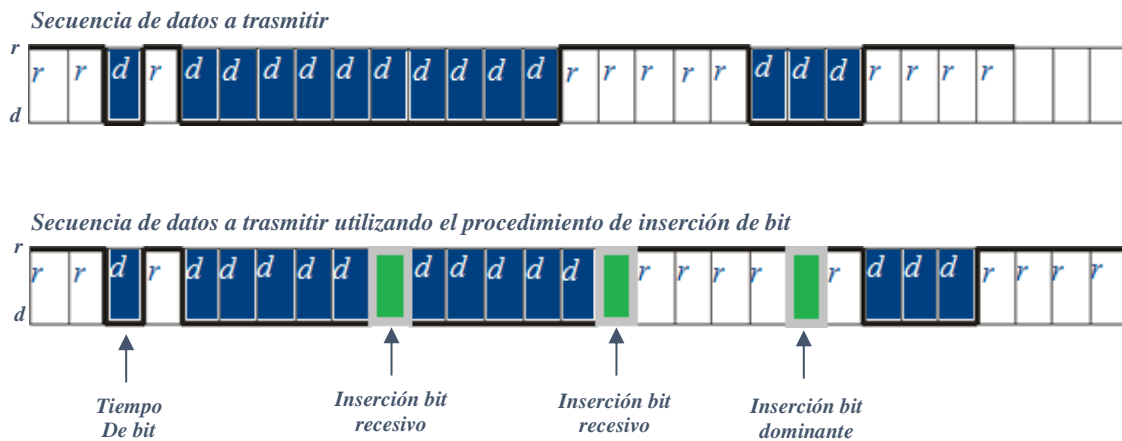 Secuencia de datos a trasmitir
r
r r d r d d d d d d d d d d r r r r r d d d r r r r
d
Secuencia de datos a trasmitir utilizando el procedimiento de inserción de bit
r
r r d r d d d d d d d d d d r r r r r d d d r r r r
d
Tiempo
De bit
Inserción bit
recesivo
Inserción bit
recesivo
Inserción bit
dominante